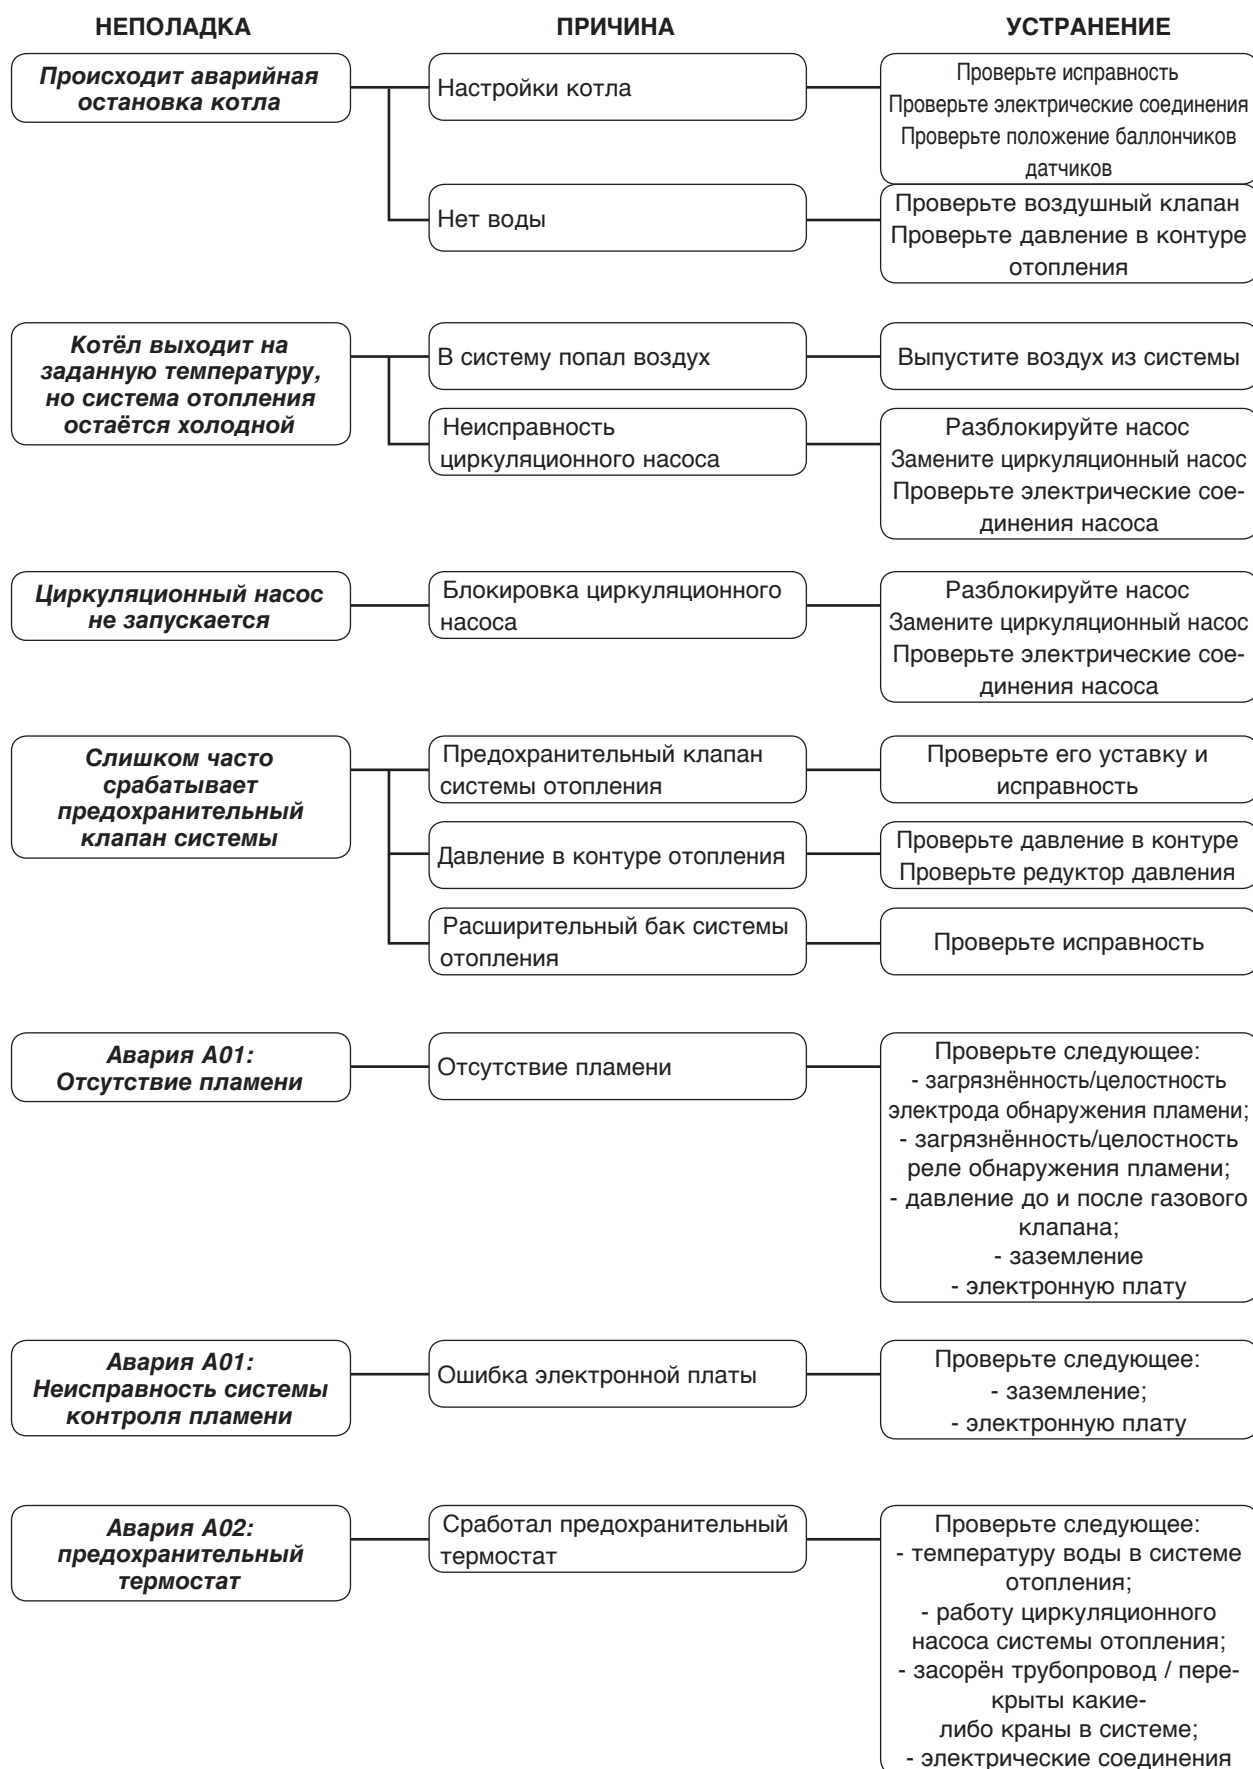 НЕПОЛАДКА
ПРИЧИНА
УСТРАНЕНИЕ
Происходит аварийная
остановка котла
Настройки котла
Проверьте исправность
Проверьте электрические соединения
Проверьте положение баллончиков
датчиков
Нет воды
Проверьте воздушный клапан
Проверьте давление в контуре
отопления
Котёл выходит на
заданную температуру,
но система отопления
остаётся холодной
В систему попал воздух
Выпустите воздух из системы
Неисправность
циркуляционного насоса
Разблокируйте насос
Замените циркуляционный насос
Проверьте электрические сое-
динения насоса
Циркуляционный насос
не запускается
Блокировка циркуляционного
насоса
Разблокируйте насос
Замените циркуляционный насос
Проверьте электрические сое-
динения насоса
Слишком часто
срабатывает
предохранительный
клапан системы
Предохранительный клапан
системы отопления
Проверьте его уставку и
исправность
Давление в контуре отопления
Проверьте давление в контуре
Проверьте редуктор давления
Расширительный бак системы
отопления
Проверьте исправность
Авария А01:
Отсутствие пламени
Отсутствие пламени
Проверьте следующее:
- загрязнённость/целостность
электрода обнаружения пламени;
- загрязнённость/целостность
реле обнаружения пламени;
- давление до и после газового
клапана;
- заземление
- электронную плату
Авария А01:
Неисправность системы
контроля пламени
Ошибка электронной платы
Проверьте следующее:
- заземление;
- электронную плату
Авария А02:
предохранительный
термостат
Сработал предохранительный
термостат
Проверьте следующее:
- температуру воды в системе
отопления;
- работу циркуляционного
насоса системы отопления;
- засорён трубопровод / пере-
крыты какие-
либо краны в системе;
- электрические соединения